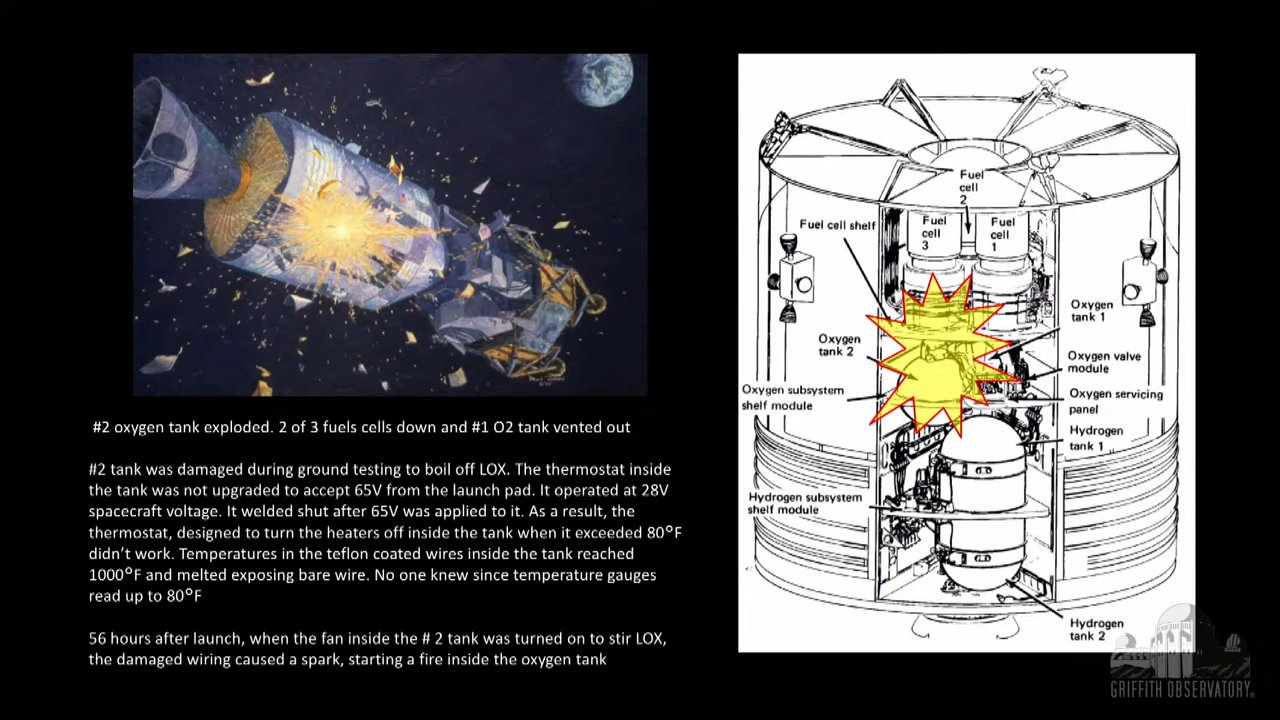 #2 oxygen tank exploded. 2 of 3 fuels cells down and #1 O2 tank vented out
#2 tank was damaged during ground testing to boil off LOX. The thermostat inside
the tank was not upgraded to accept 65V from the launch pad. It operated at 28V
spacecraft voltage. It welded shut after 65V was applied to it. As a result, the
thermostat, designed to turn the heaters off inside the tank when it exceeded 80°F
didn't work. Temperatures in the teflon coated wires inside the tank reached
1000°F and melted exposing bare wire. No one knew since temperature gauges
read up to 80°F
56 hours after launch, when the fan inside the # 2 tank was turned on to stir LOX,
the damaged wiring caused a spark, starting a fire inside the oxygen tank
Fuel
cell
2
Fuel cell shelf
Fuel
cell
3
Fuel
cell
1
Oxygen
tank 1
Oxygen
tank 2
Oxygen valve
module
Oxygen subsystem
shelf module
Oxygen servicing
panel
Hydrogen
tank 1
Hydrogen subsystem
shelf module
Hydrogen
tank 2
GRIFFITH OBSERVATORY